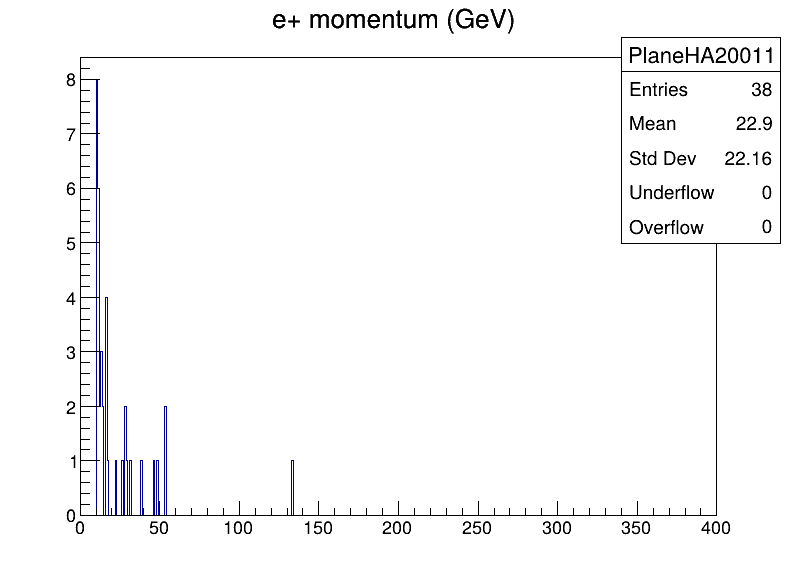 e+ momentum (GeV)
PlaneHA20011
Entries 38
Mean 22.9
Std Dev 22.16
Underflow 0
Overflow 0
8
7
6
5
4
3
2
1
0
0 50 100 150 200 250 300 350 400